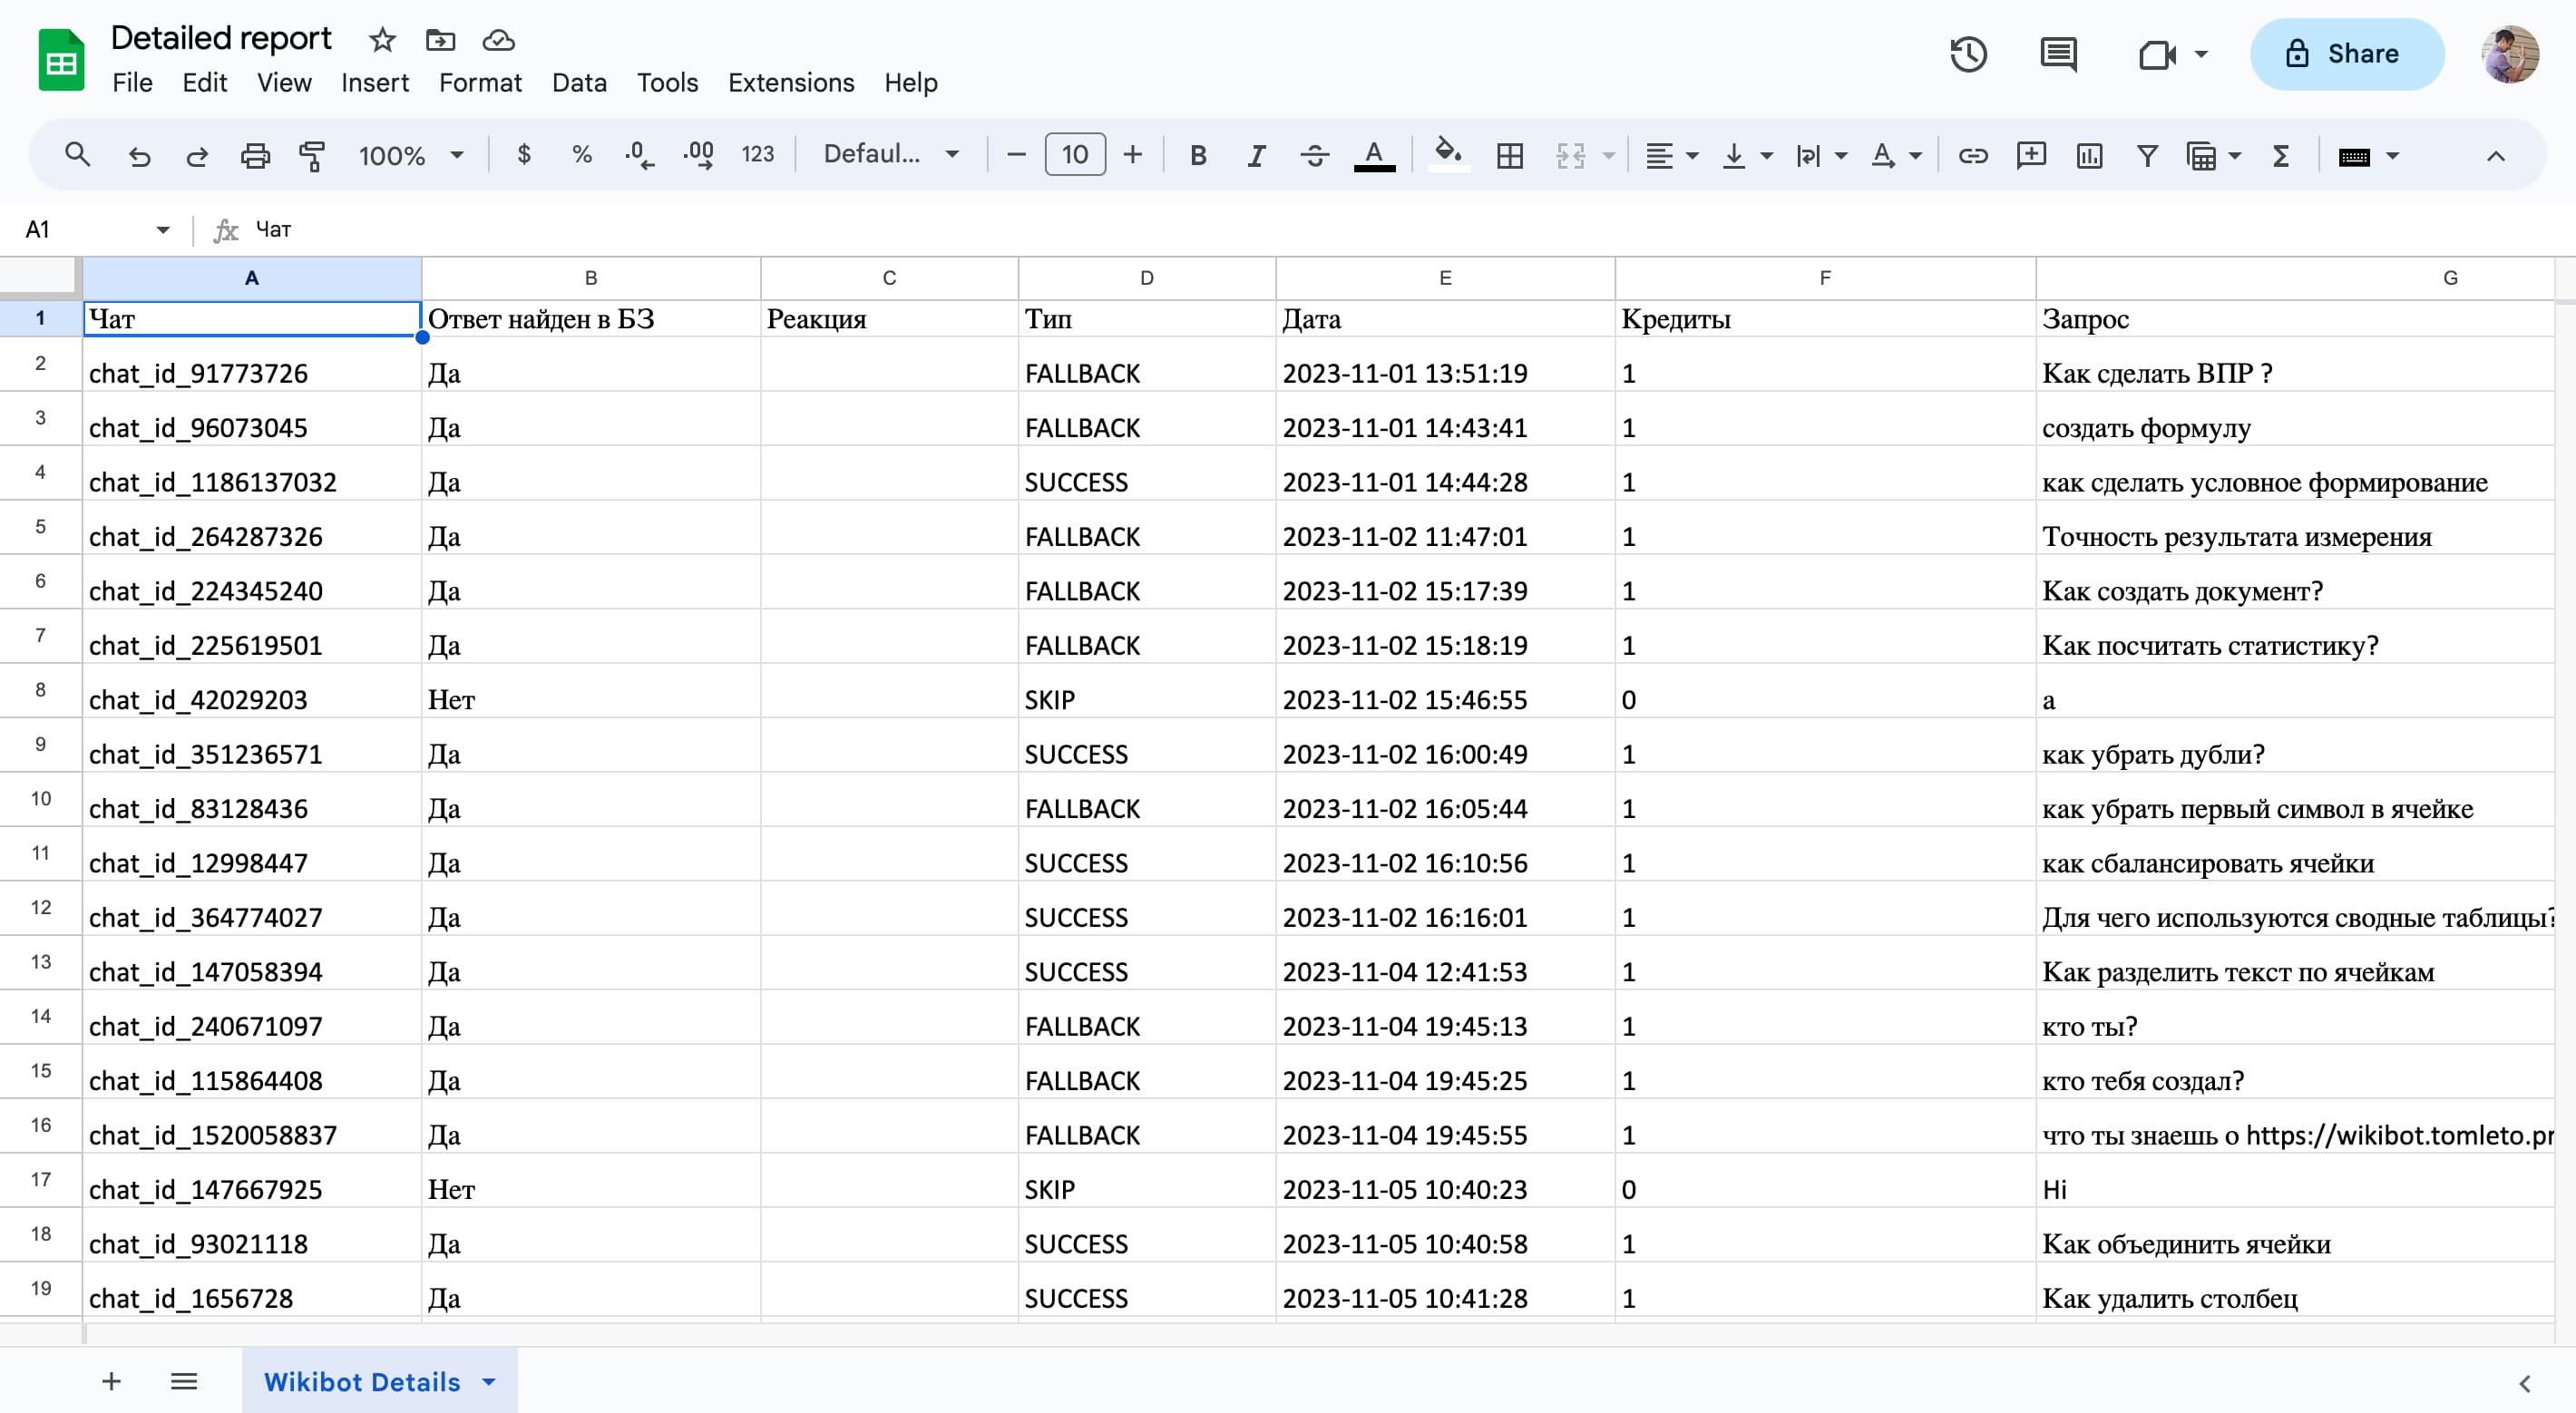 Detailed report
File Edit View Insert Format Data Tools Extensions Help
Share
100% $ % .0 .00 123 Defaul... 10 B I A
A1 fx Чат
A B C D E F G
1 Чат Ответ найден в БЗ Реакция Тип Дата Кредиты Запрос
2 chat_id_91773726 Да FALLBACK 2023-11-01 13:51:19 1 Как сделать ВПР ?
3 chat_id_96073045 Да FALLBACK 2023-11-01 14:43:41 1 создать формулу
4 chat_id_1186137032 Да SUCCESS 2023-11-01 14:44:28 1 как сделать условное формирование
5 chat_id_264287326 Да FALLBACK 2023-11-02 11:47:01 1 Точность результата измерения
6 chat_id_224345240 Да FALLBACK 2023-11-02 15:17:39 1 Как создать документ?
7 chat_id_225619501 Да FALLBACK 2023-11-02 15:18:19 1 Как посчитать статистику?
8 chat_id_42029203 Нет SKIP 2023-11-02 15:46:55 0 а
9 chat_id_351236571 Да SUCCESS 2023-11-02 16:00:49 1 как убрать дубли?
10 chat_id_83128436 Да FALLBACK 2023-11-02 16:05:44 1 как убрать первый символ в ячейке
11 chat_id_12998447 Да SUCCESS 2023-11-02 16:10:56 1 как сбалансировать ячейки
12 chat_id_364774027 Да SUCCESS 2023-11-02 16:16:01 1 Для чего используются сводные таблицы?
13 chat_id_147058394 Да SUCCESS 2023-11-04 12:41:53 1 Как разделить текст по ячейкам
14 chat_id_240671097 Да FALLBACK 2023-11-04 19:45:13 1 кто ты?
15 chat_id_115864408 Да FALLBACK 2023-11-04 19:45:25 1 кто тебя создал?
16 chat_id_1520058837 Да FALLBACK 2023-11-04 19:45:55 1 что ты знаешь о https://wikibot.tomleto.pr
17 chat_id_147667925 Нет SKIP 2023-11-05 10:40:23 0 Hi
18 chat_id_93021118 Да SUCCESS 2023-11-05 10:40:58 1 Как объединить ячейки
19 chat_id_1656728 Да SUCCESS 2023-11-05 10:41:28 1 Как удалить столбец
Wikibot Details